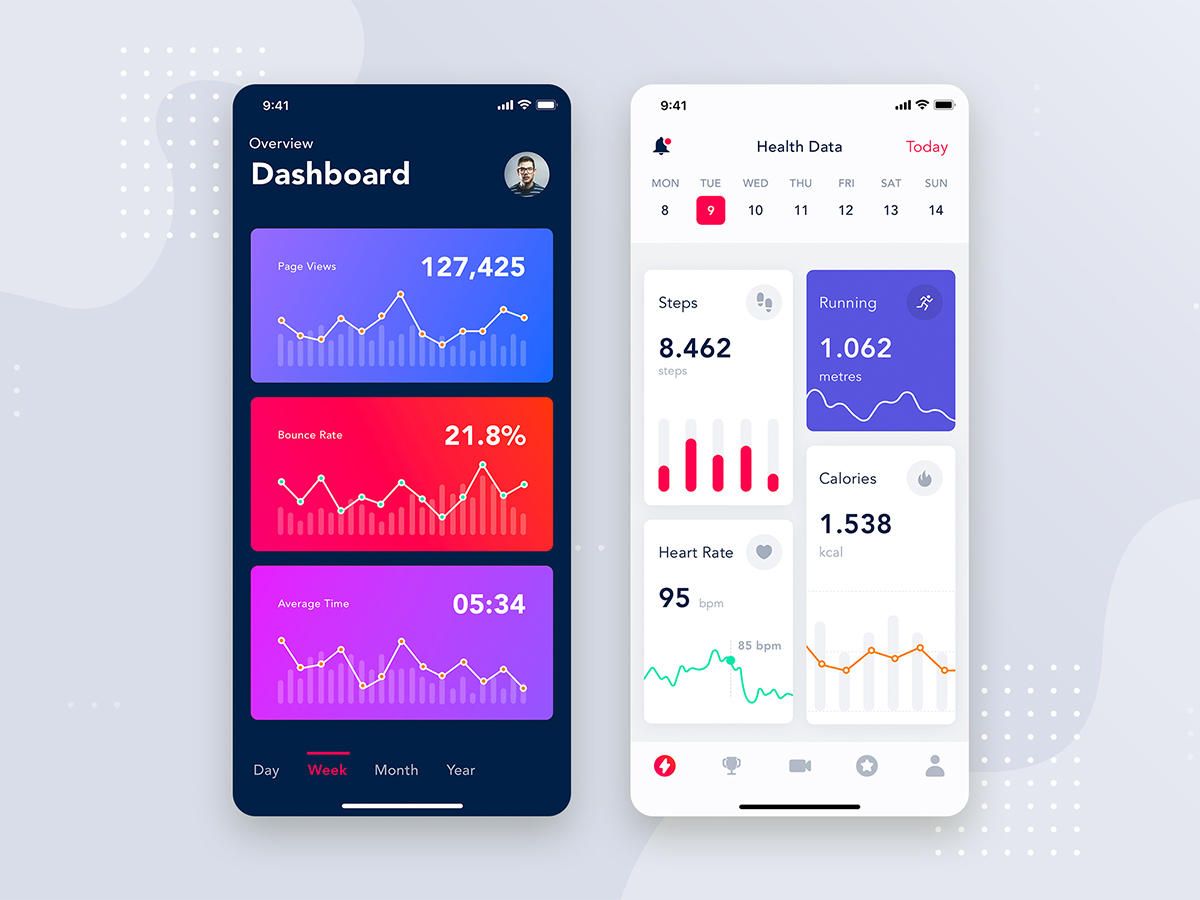 9:41
Overview
Dashboard
Page Views 127,425
Bounce Rate 21.8%
Average Time 05:34
Day Week Month Year
9:41
Health Data Today
MON TUE WED THU FRI SAT SUN
8 9 10 11 12 13 14
Steps
8.462
steps
Running
1.062
metres
Heart Rate
95 bpm
85 bpm
Calories
1.538
kcal